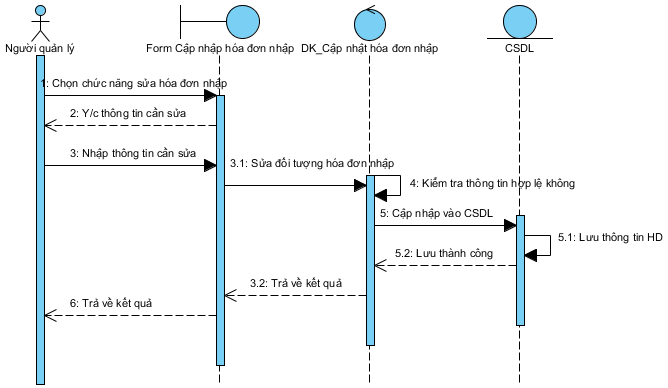 Người quản lý
Form Cập nhập hóa đơn nhập
DK_Cập nhật hóa đơn nhập
CSDL
1: Chọn chức năng sửa hóa đơn nhập
2: Y/c thông tin cần sửa
3: Nhập thông tin cần sửa
3.1: Sửa đối tượng hóa đơn nhập
4: Kiểm tra thông tin hợp lệ không
5: Cập nhập vào CSDL
5.1: Lưu thông tin HD
5.2: Lưu thành công
3.2: Trả về kết quả
6: Trả về kết quả